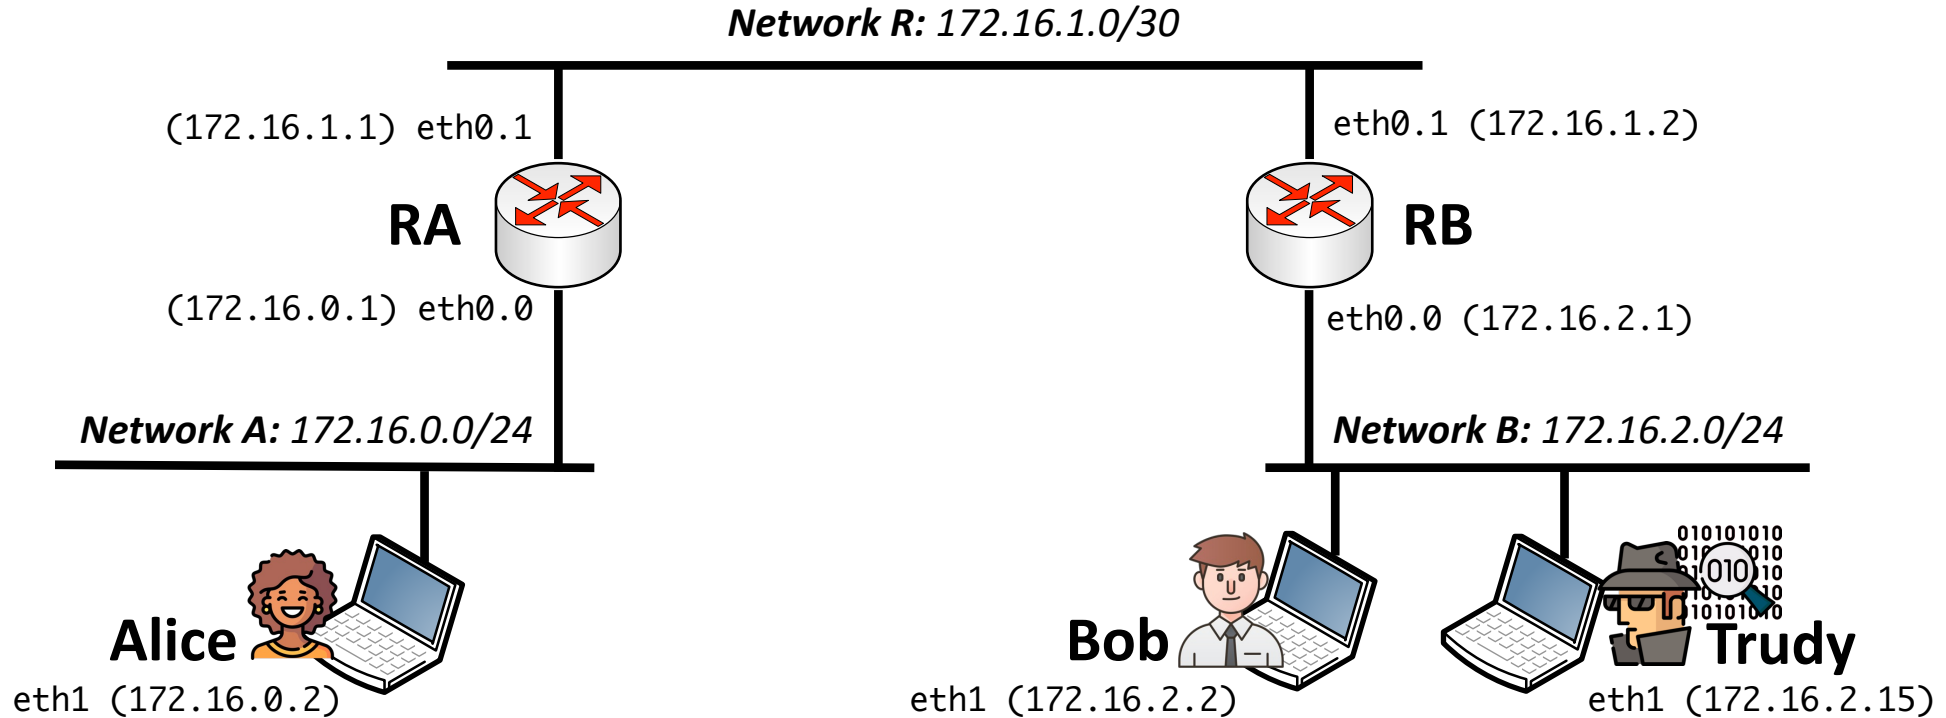 Network R: 172.16.1.0/30
(172.16.1.1) eth0.1
eth0.1 (172.16.1.2)
RA
RB
(172.16.0.1) eth0.0
eth0.0 (172.16.2.1)
Network A: 172.16.0.0/24
Network B: 172.16.2.0/24
010101010
010
Alice
Bob
Trudy
eth1 (172.16.0.2)
eth1 (172.16.2.2)
eth1 (172.16.2.15)